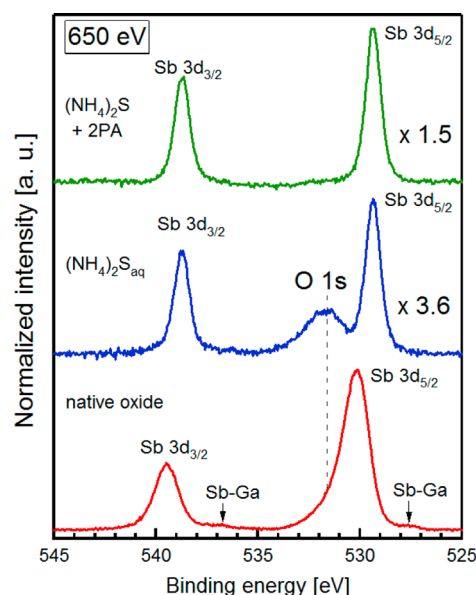 650 eV
Sb 3d5/2
Sb 3d3/2
(NH4)2S
+ 2PA
x 1.5
Sb 3d5/2
Sb 3d3/2
(NH4)2Saq
O 1s
x 3.6
Sb 3d5/2
native oxide
Sb 3d3/2
Sb-Ga
Sb-Ga
545 540 535 530 525
Binding energy [eV]
Normalized intensity [a. u.]